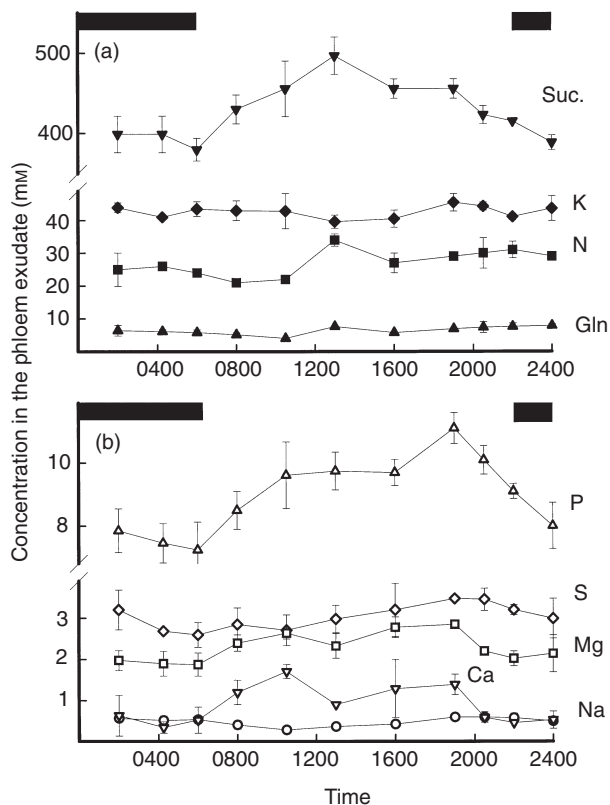 (a)
500
400
40
30
20
10
Suc.
K
N
Gln
0400 0800 1200 1600 2000 2400
Concentration in the phloem exudate (mM)
(b)
10
8
3
2
1
P
S
Mg
Ca
Na
0400 0800 1200 1600 2000 2400
Time